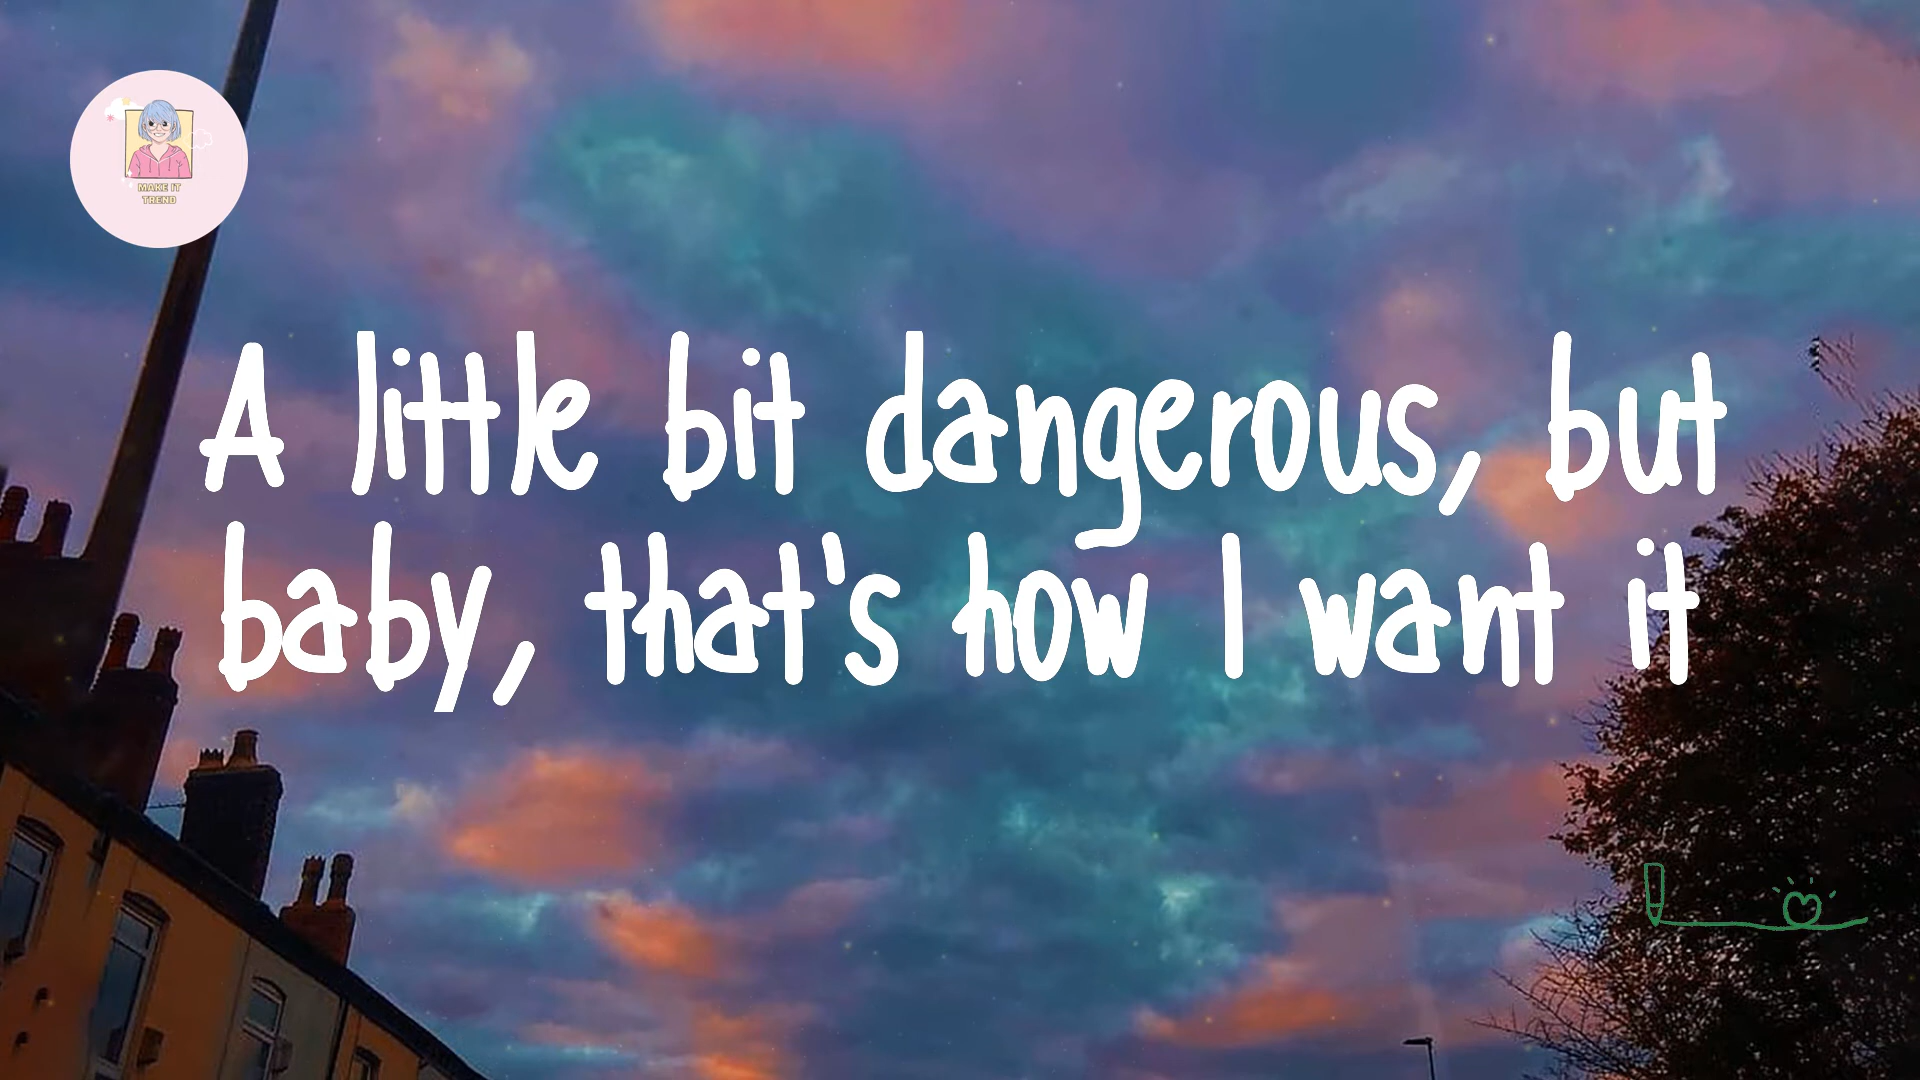 MAKE IT
TREND
A little bit dangerous, but
baby, that's how I want it